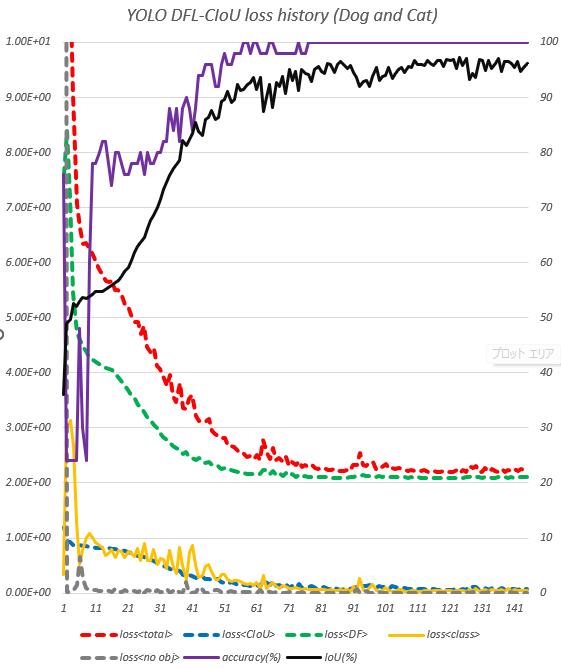 YOLO DFL-CIoU loss history (Dog and Cat)
1.00E+01 100
9.00E+00 90
8.00E+00 80
7.00E+00 70
6.00E+00 60
5.00E+00 50
プロット エリア
4.00E+00 40
3.00E+00 30
2.00E+00 20
1.00E+00 10
0.00E+00 0
1 11 21 31 41 51 61 71 81 91 101 111 121 131 141
loss<total> loss<CIoU> loss<DF> loss<class>
loss<no obj> accuracy(%) IoU(%)